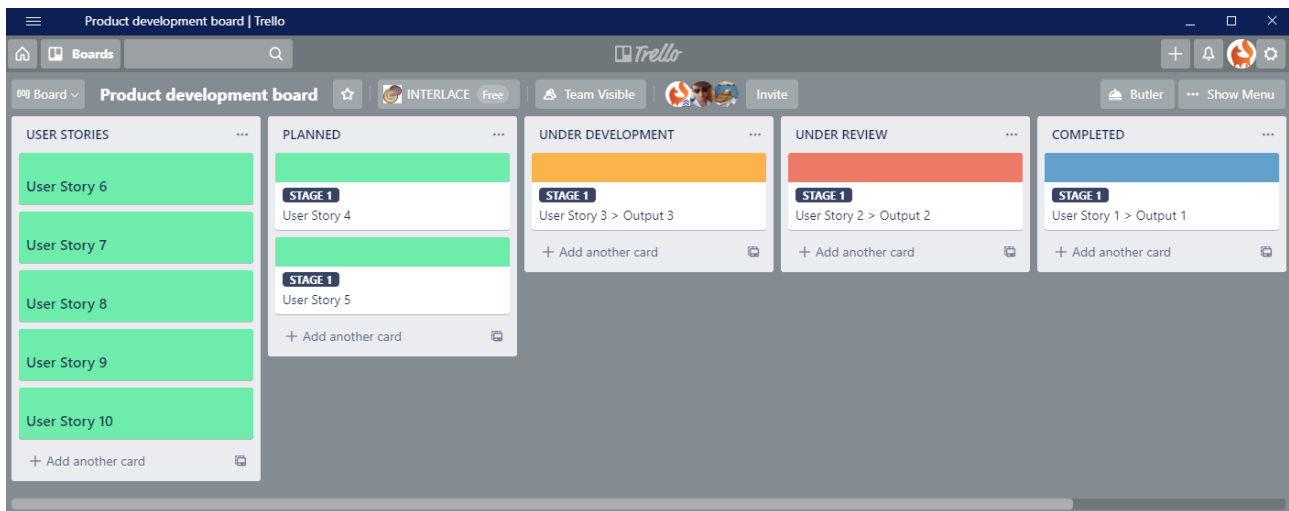 Product development board | Trello
Boards
Trello
Board
Product development board
INTERLACE Free
Team Visible
Invite
Butler
... Show Menu
USER STORIES ...
User Story 6
User Story 7
User Story 8
User Story 9
User Story 10
+ Add another card
PLANNED ...
STAGE 1
User Story 4
STAGE 1
User Story 5
+ Add another card
UNDER DEVELOPMENT ...
STAGE 1
User Story 3 > Output 3
+ Add another card
UNDER REVIEW ...
STAGE 1
User Story 2 > Output 2
+ Add another card
COMPLETED ...
STAGE 1
User Story 1 > Output 1
+ Add another card